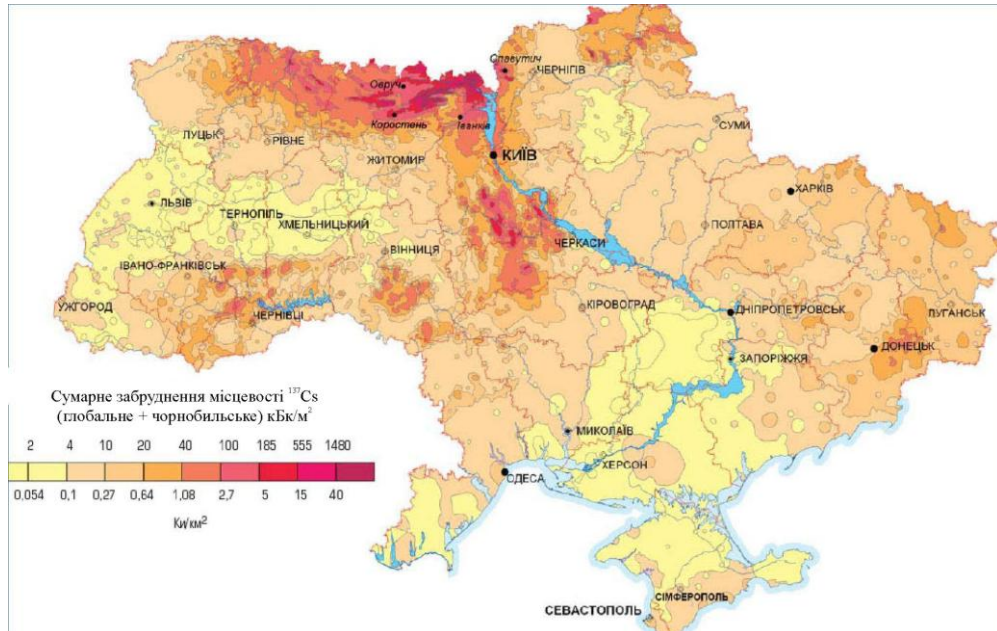 Славутич
ЧЕРНІГІВ
Овруч
Коростень
Іванків
СУМИ
ЛУЦЬК
РІВНЕ
КИЇВ
ЖИТОМИР
ХАРКІВ
ЛЬВІВ
ТЕРНОПІЛЬ
ХМЕЛЬНИЦЬКИЙ
ПОЛТАВА
ЧЕРКАСИ
ВІННИЦЯ
ІВАНО-ФРАНКІВСЬК
УЖГОРОД
КІРОВОГРАД
ДНІПРОПЕТРОВСЬК
ЛУГАНСЬК
ЧЕРНІВЦІ
ДОНЕЦЬК
ЗАПОРІЖЖЯ
Сумарне забруднення місцевості ¹³⁷Cs
(глобальне + чорнобильське) кБк/м²
2 4 10 20 40 100 185 555 1480
0,054 0,1 0,27 0,64 1,08 2,7 5 15 40
Ки/км²
МИКОЛАЇВ
ХЕРСОН
ОДЕСА
СІМФЕРОПОЛЬ
СЕВАСТОПОЛЬ